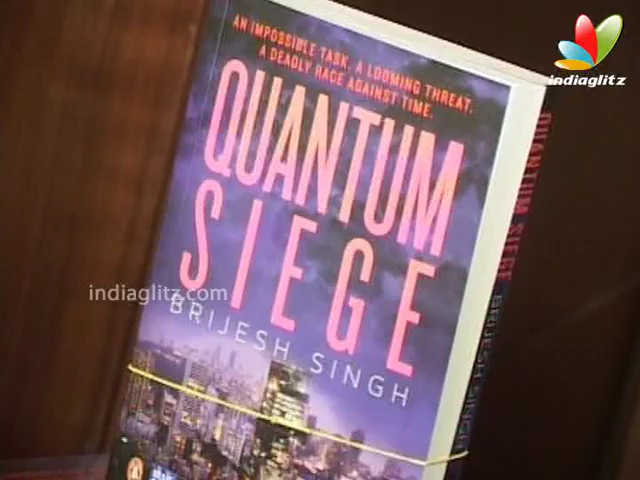 AN IMPOSSIBLE TASK. A LOOMING THREAT.
A DEADLY RACE AGAINST TIME.
QUANTUM
SIEGE
BRIJESH SINGH
QUANTUM SIEGE BRIJESH SINGH
indiaglitz
indiaglitz.com